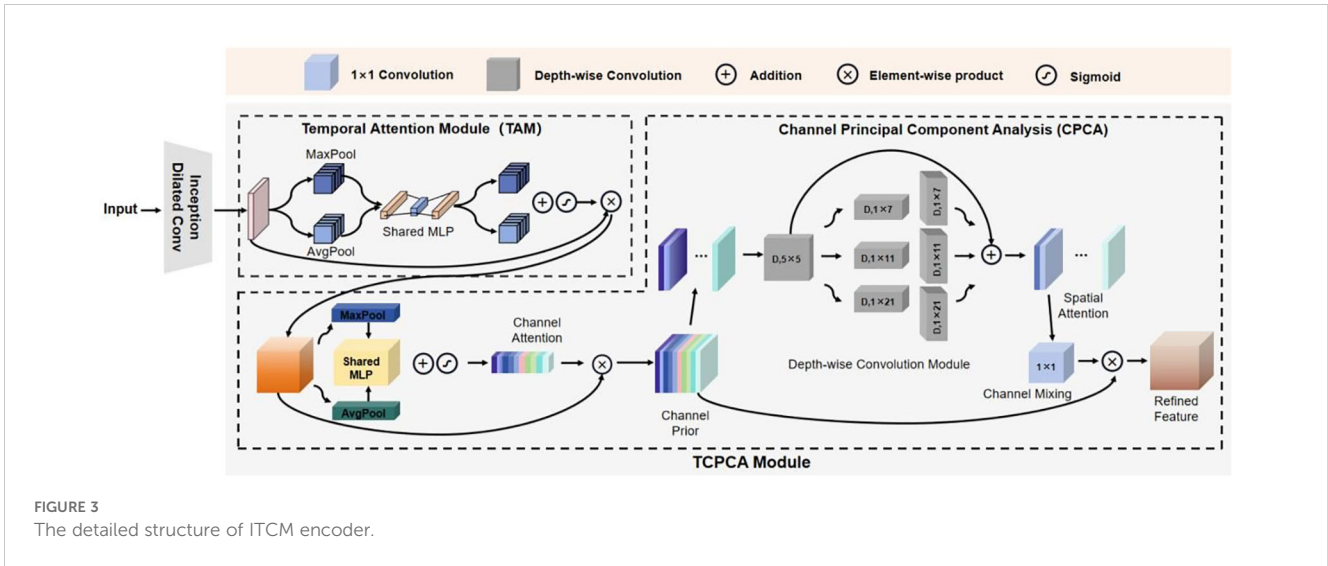 1×1 Convolution
Depth-wise Convolution
Addition
Element-wise product
Sigmoid
Temporal Attention Module（TAM）
Channel Principal Component Analysis (CPCA)
Input
Inception
Dilated Conv
MaxPool
AvgPool
Shared MLP
D,5×5
D,1×7
D,1×7
D,1×11
D,1×11
D,1×21
D,1×21
Depth-wise Convolution Module
Spatial
Attention
MaxPool
Shared
MLP
AvgPool
Channel
Attention
Channel
Prior
1×1
Channel Mixing
Refined
Feature
TCPCA Module
FIGURE 3
The detailed structure of ITCM encoder.